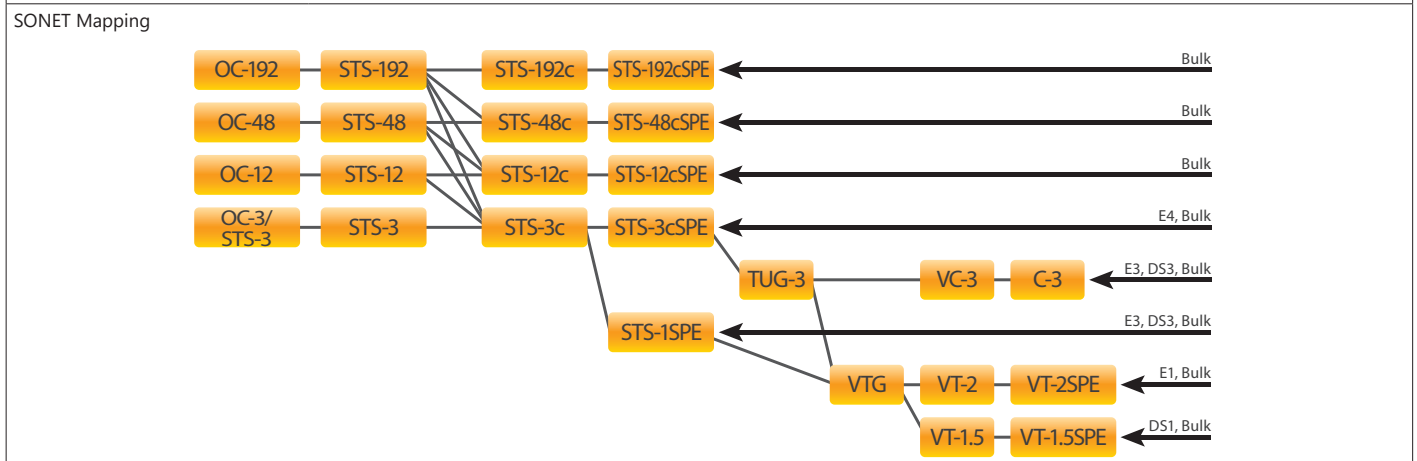 SONET Mapping
OC-192 STS-192 STS-192c STS-192cSPE Bulk
OC-48 STS-48 STS-48c STS-48cSPE Bulk
OC-12 STS-12 STS-12c STS-12cSPE Bulk
OC-3/
STS-3 STS-3 STS-3c STS-3cSPE E4, Bulk
TUG-3 VC-3 C-3 E3, DS3, Bulk
STS-1SPE E3, DS3, Bulk
VTG VT-2 VT-2SPE E1, Bulk
VT-1.5 VT-1.5SPE DS1, Bulk